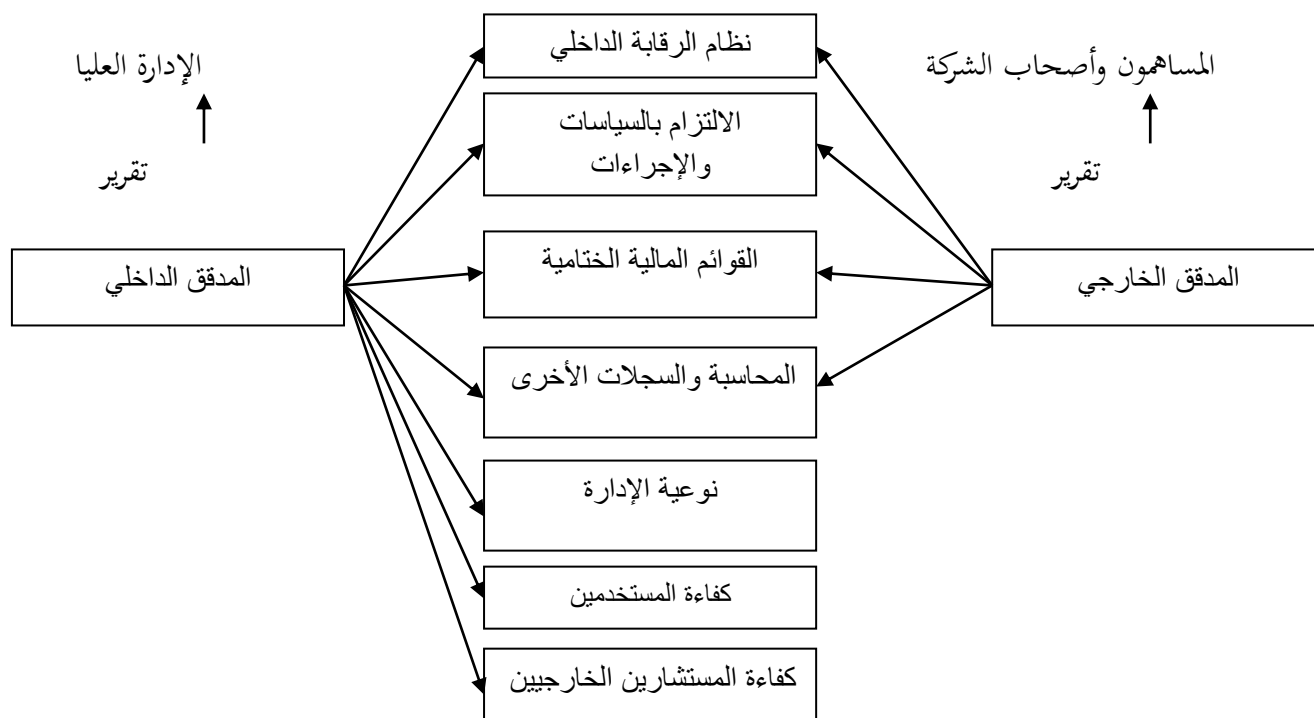 نظام الرقابة الداخلي
المساهمون وأصحاب الشركة
الإدارة العليا
الالتزام بالسياسات
والإجراءات
تقرير
تقرير
المدقق الخارجي
القوائم المالية الختامية
المدقق الداخلي
المحاسبة والسجلات الأخرى
نوعية الإدارة
كفاءة المستخدمين
كفاءة المستشارين الخارجيين